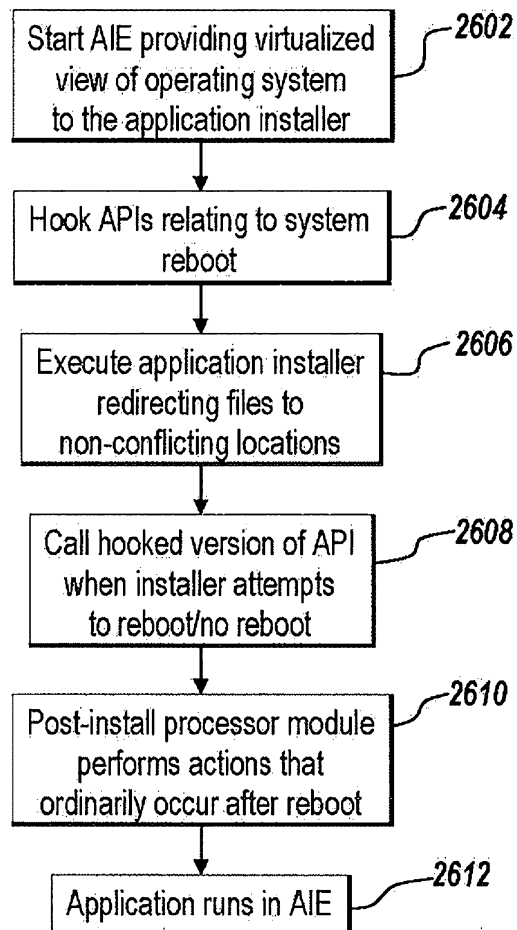 Start AIE providing virtualized
view of operating system
to the application installer
2602
Hook APIs relating to system
reboot
2604
Execute application installer
redirecting files to
non-conflicting locations
2606
Call hooked version of API
when installer attempts
to reboot/no reboot
2608
Post-install processor module
performs actions that
ordinarily occur after reboot
2610
Application runs in AIE
2612